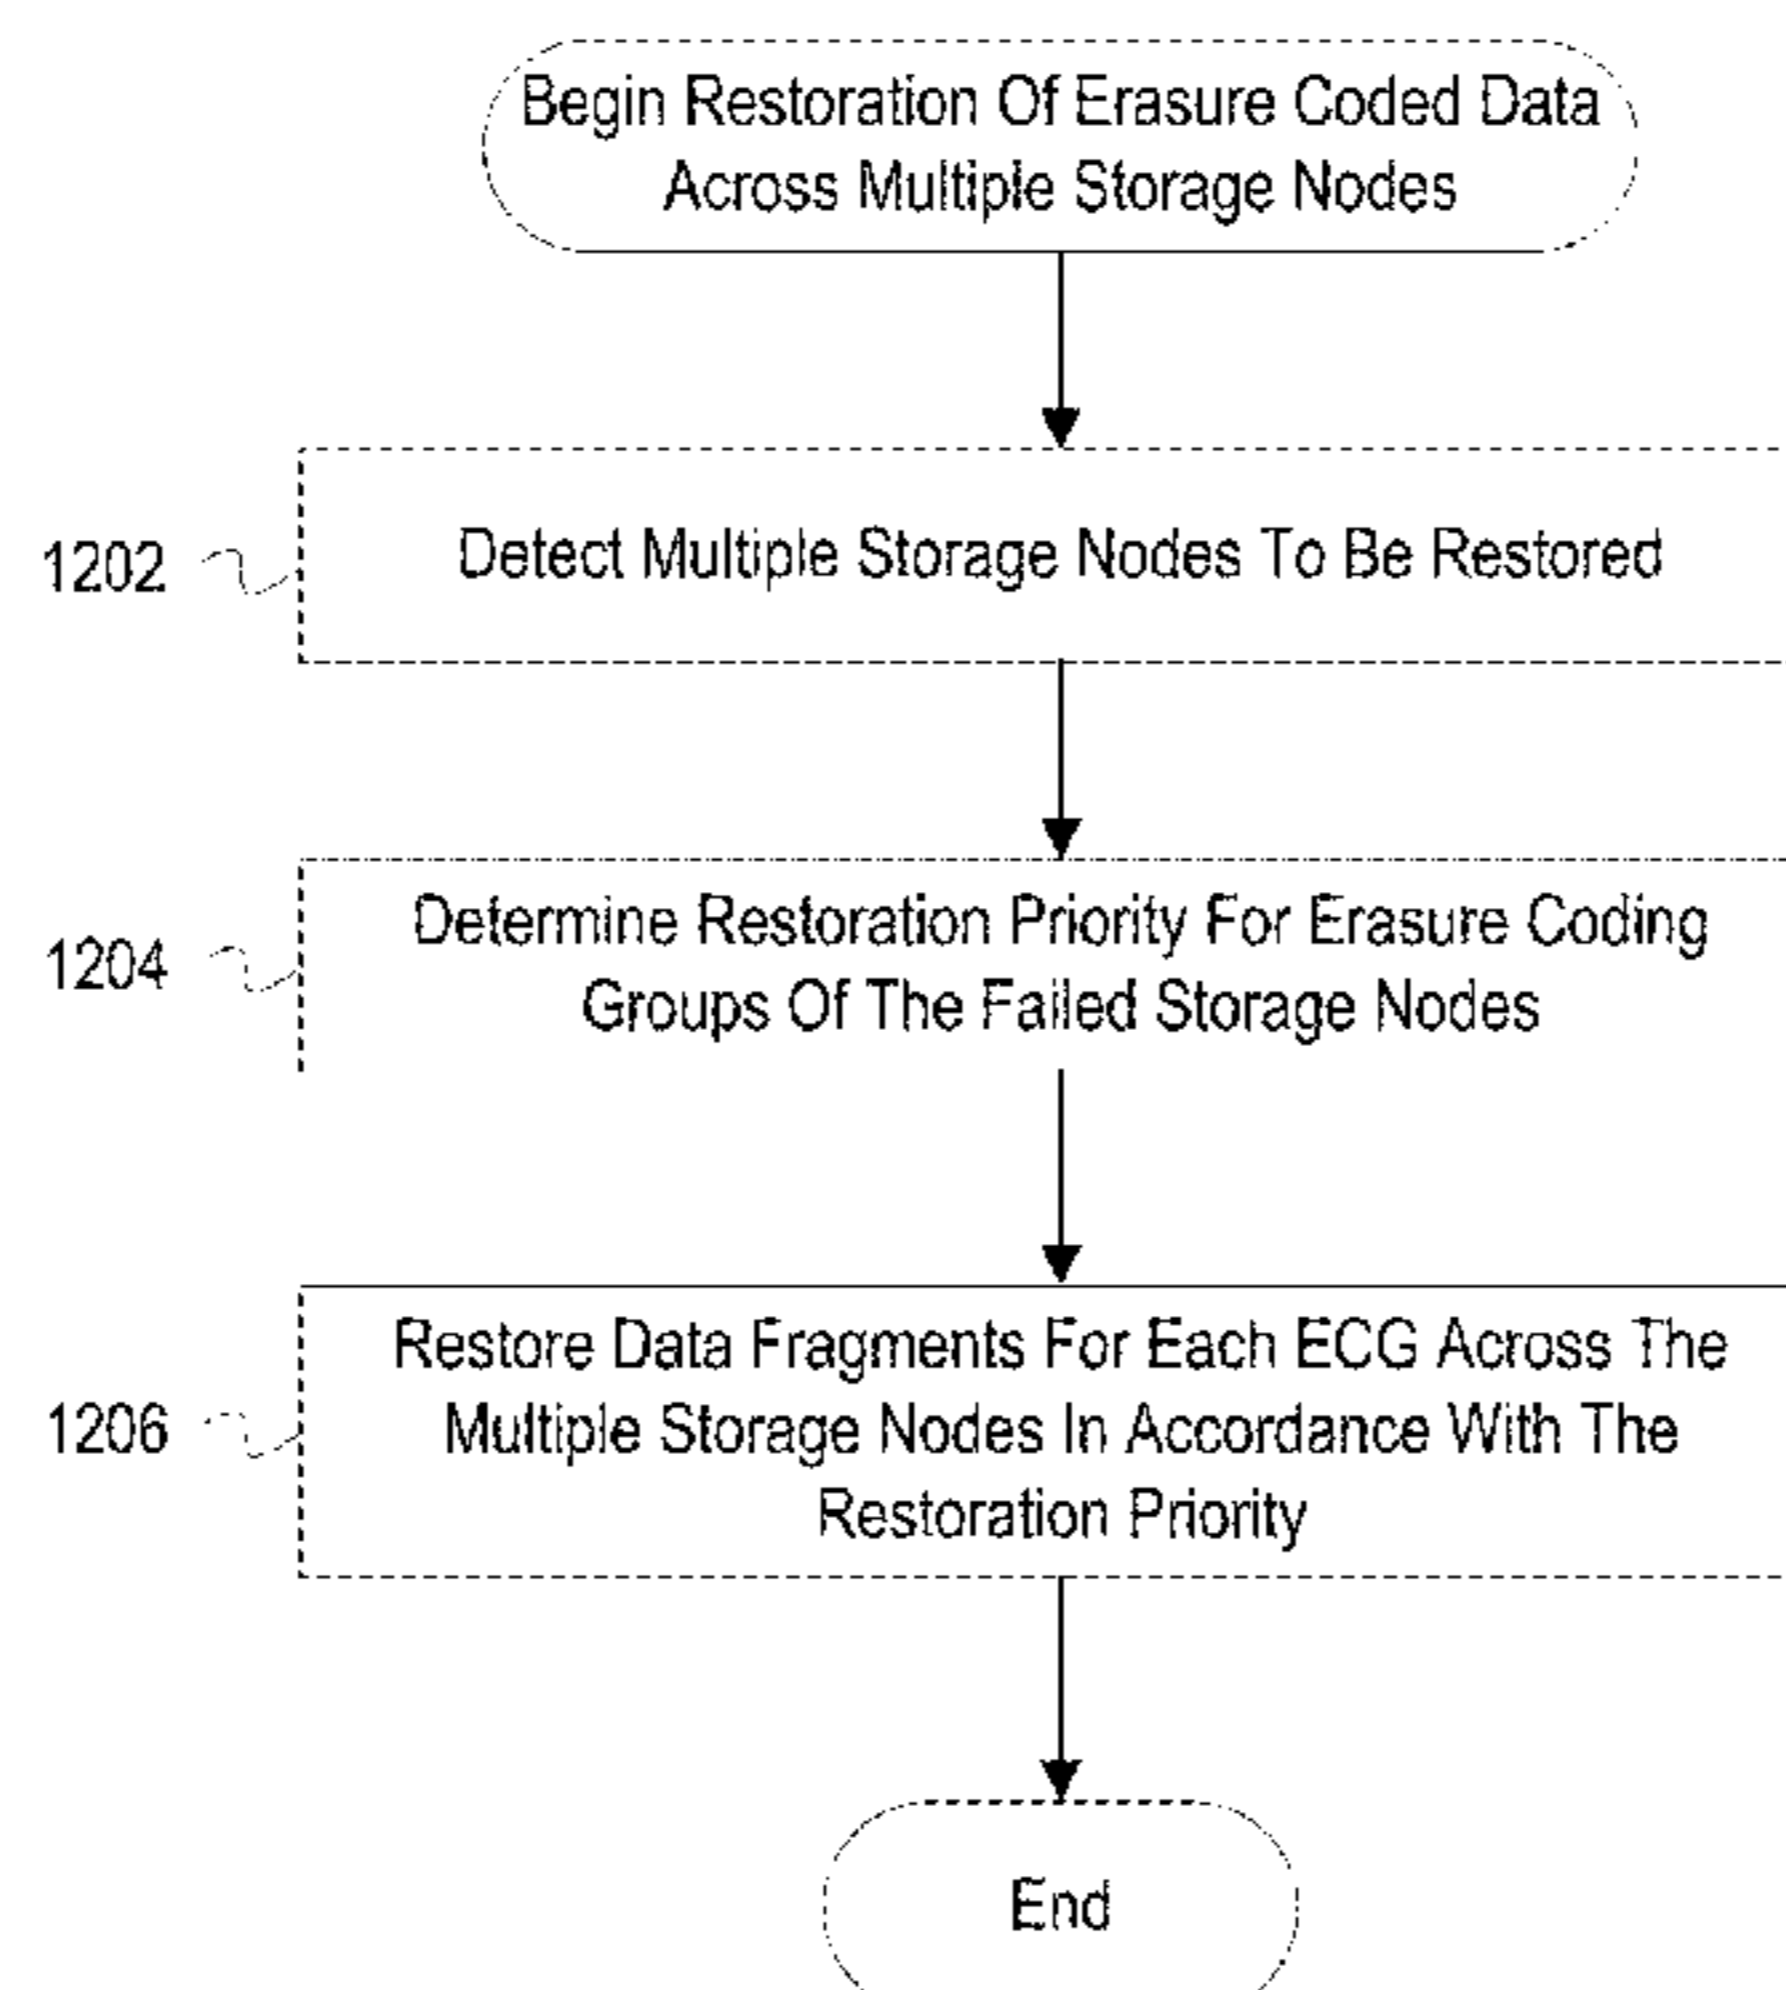 Begin Restoration Of Erasure Coded Data
Across Multiple Storage Nodes
1202
Detect Multiple Storage Nodes To Be Restored
1204
Determine Restoration Priority For Erasure Coding
Groups Of The Failed Storage Nodes
1206
Restore Data Fragments For Each ECG Across The
Multiple Storage Nodes In Accordance With The
Restoration Priority
End